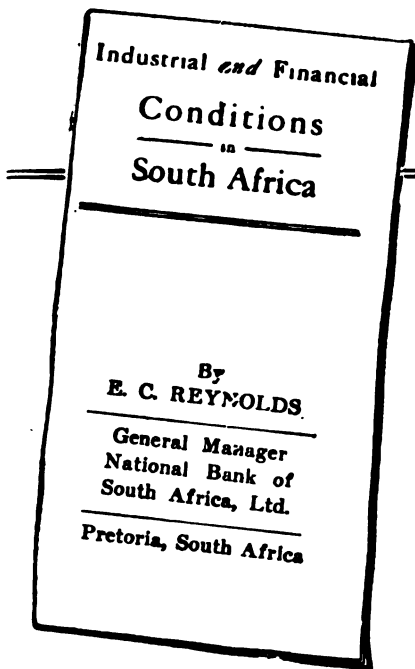 Industrial and Financial
Conditions
in
South Africa
By
E. C. REYNOLDS
General Manager
National Bank of
South Africa, Ltd.
Pretoria, South Africa